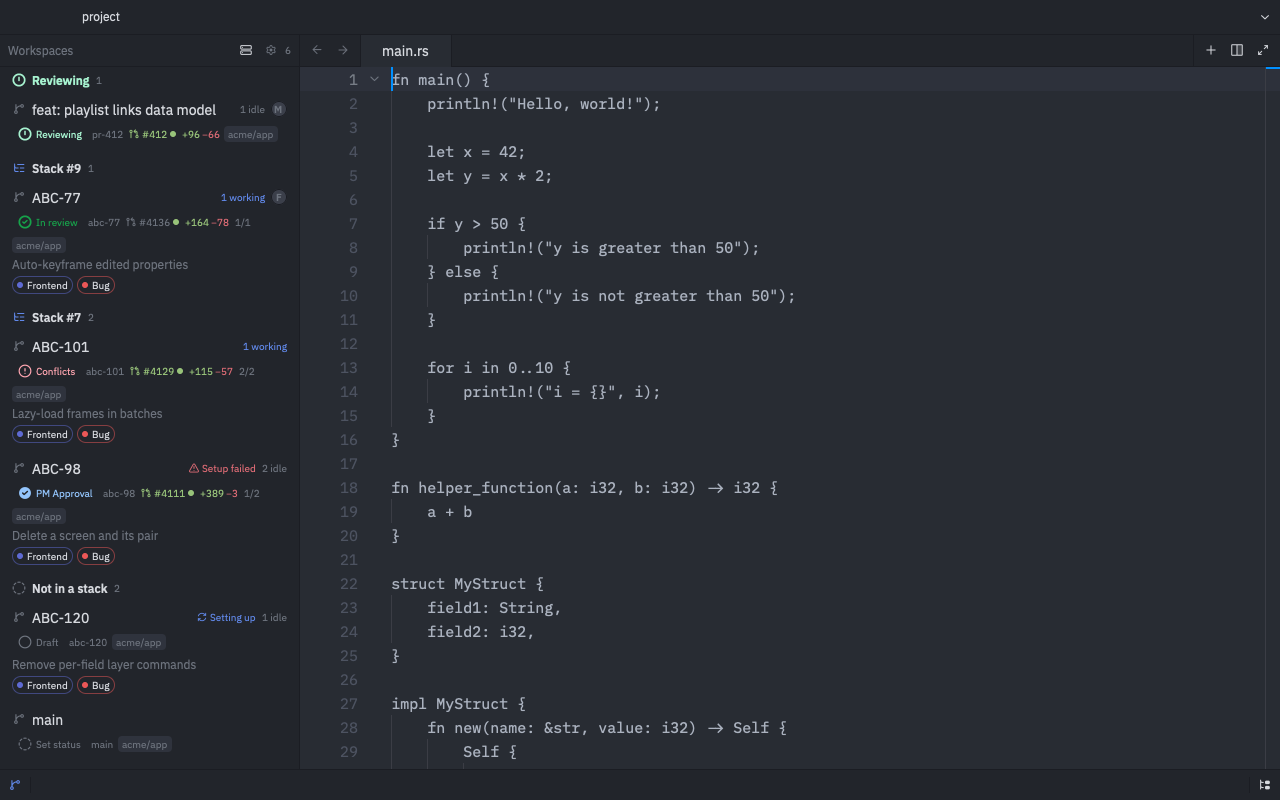 project
Workspaces
6
Reviewing 1
feat: playlist links data model 1 idle M
Reviewing pr-412 #412 +96 −66 acme/app
Stack #9 1
ABC-77 1 working F
In review abc-77 #4136 +164 −78 1/1
acme/app
Auto-keyframe edited properties
Frontend Bug
Stack #7 2
ABC-101 1 working
Conflicts abc-101 #4129 +115 −57 2/2
acme/app
Lazy-load frames in batches
Frontend Bug
ABC-98 Setup failed 2 idle
PM Approval abc-98 #4111 +389 −3 1/2
acme/app
Delete a screen and its pair
Frontend Bug
Not in a stack 2
ABC-120 Setting up 1 idle
Draft abc-120 acme/app
Remove per-field layer commands
Frontend Bug
main
Set status main acme/app
main.rs
1 fn main() {
2     println!("Hello, world!");
3
4     let x = 42;
5     let y = x * 2;
6
7     if y > 50 {
8         println!("y is greater than 50");
9     } else {
10         println!("y is not greater than 50");
11     }
12
13     for i in 0..10 {
14         println!("i = {}", i);
15     }
16 }
17
18 fn helper_function(a: i32, b: i32) -> i32 {
19     a + b
20 }
21
22 struct MyStruct {
23     field1: String,
24     field2: i32,
25 }
26
27 impl MyStruct {
28     fn new(name: &str, value: i32) -> Self {
29         Self {